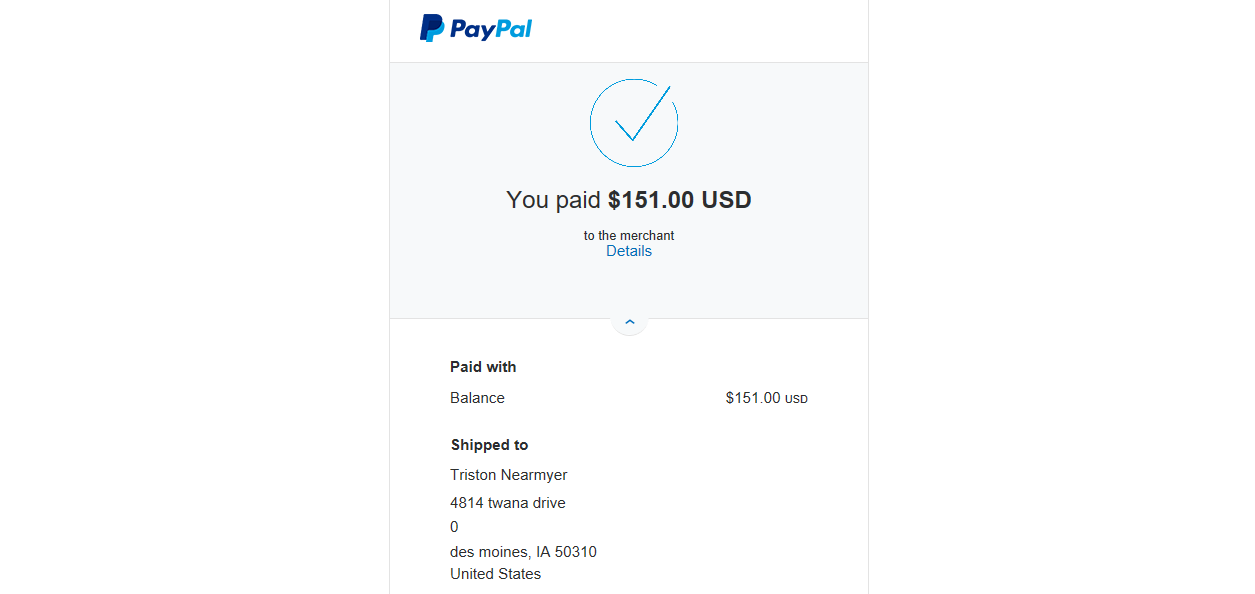 PayPal
You paid $151.00 USD
to the merchant
Details
Paid with
Balance $151.00 USD
Shipped to
Triston Nearmyer
4814 twana drive
0
des moines, IA 50310
United States